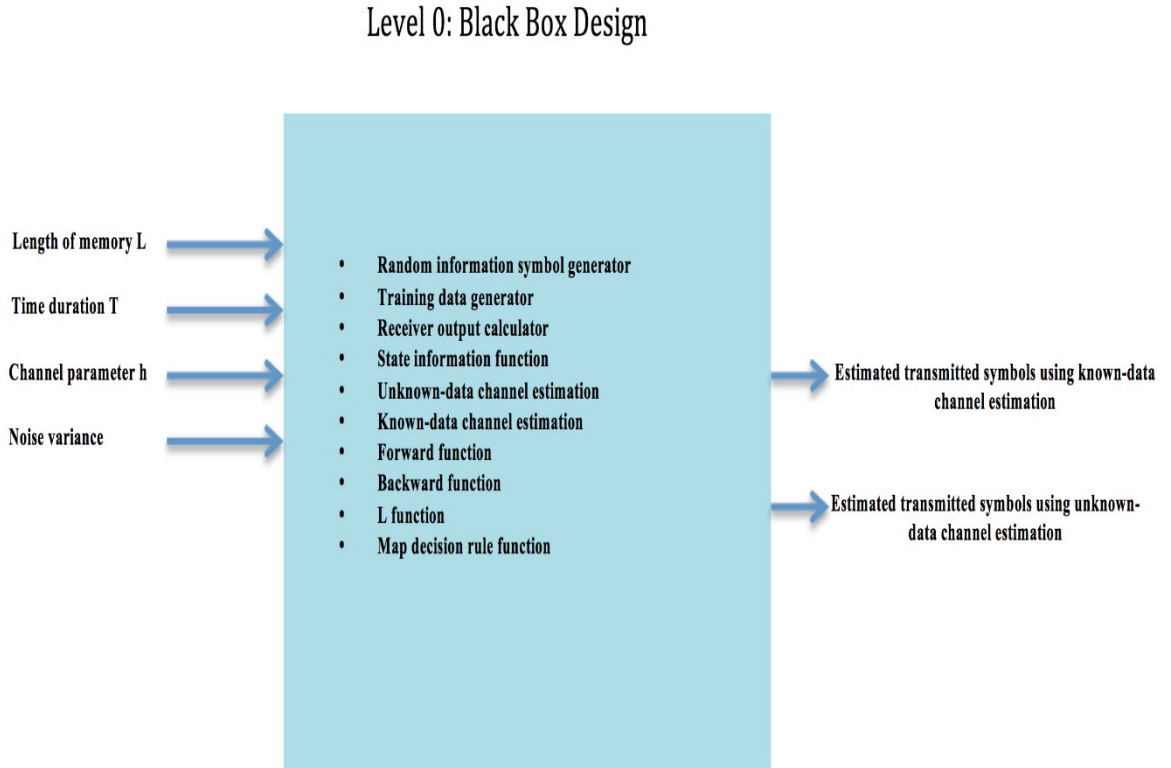 Level 0: Black Box Design
Length of memory L
Time duration T
Channel parameter h
Noise variance
• Random information symbol generator
• Training data generator
• Receiver output calculator
• State information function
• Unknown-data channel estimation
• Known-data channel estimation
• Forward function
• Backward function
• L function
• Map decision rule function
Estimated transmitted symbols using known-data
channel estimation
Estimated transmitted symbols using unknown-
data channel estimation